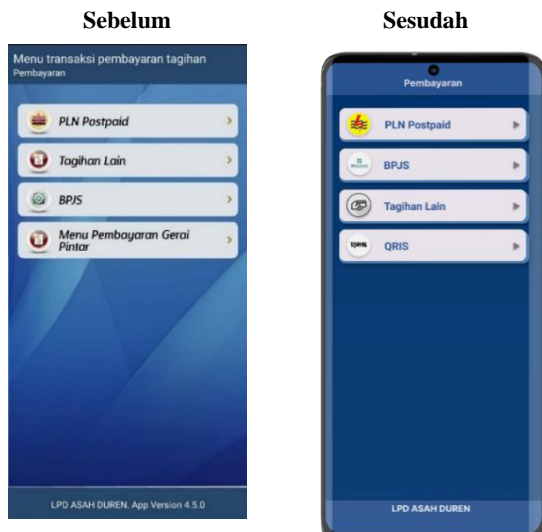 Sebelum
Sesudah
Menu transaksi pembayaran tagihan
Pembayaran
PLN Postpaid
Tagihan Lain
BPJS
Menu Pembayaran Gerai
Pintar
LPD ASAH DUREN. App Version 4.5.0
Pembayaran
PLN Postpaid
BPJS
Tagihan Lain
QRIS
LPD ASAH DUREN